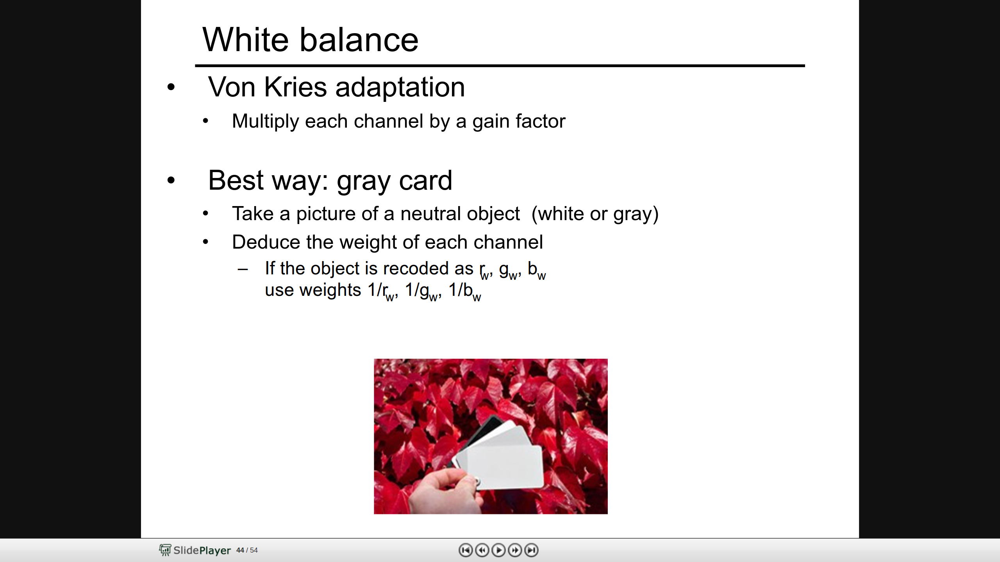 White balance
• Von Kries adaptation
• Multiply each channel by a gain factor
• Best way: gray card
• Take a picture of a neutral object  (white or gray)
• Deduce the weight of each channel
– If the object is recoded as r_w, g_w, b_w
use weights 1/r_w, 1/g_w, 1/b_w
SlidePlayer 44 / 54